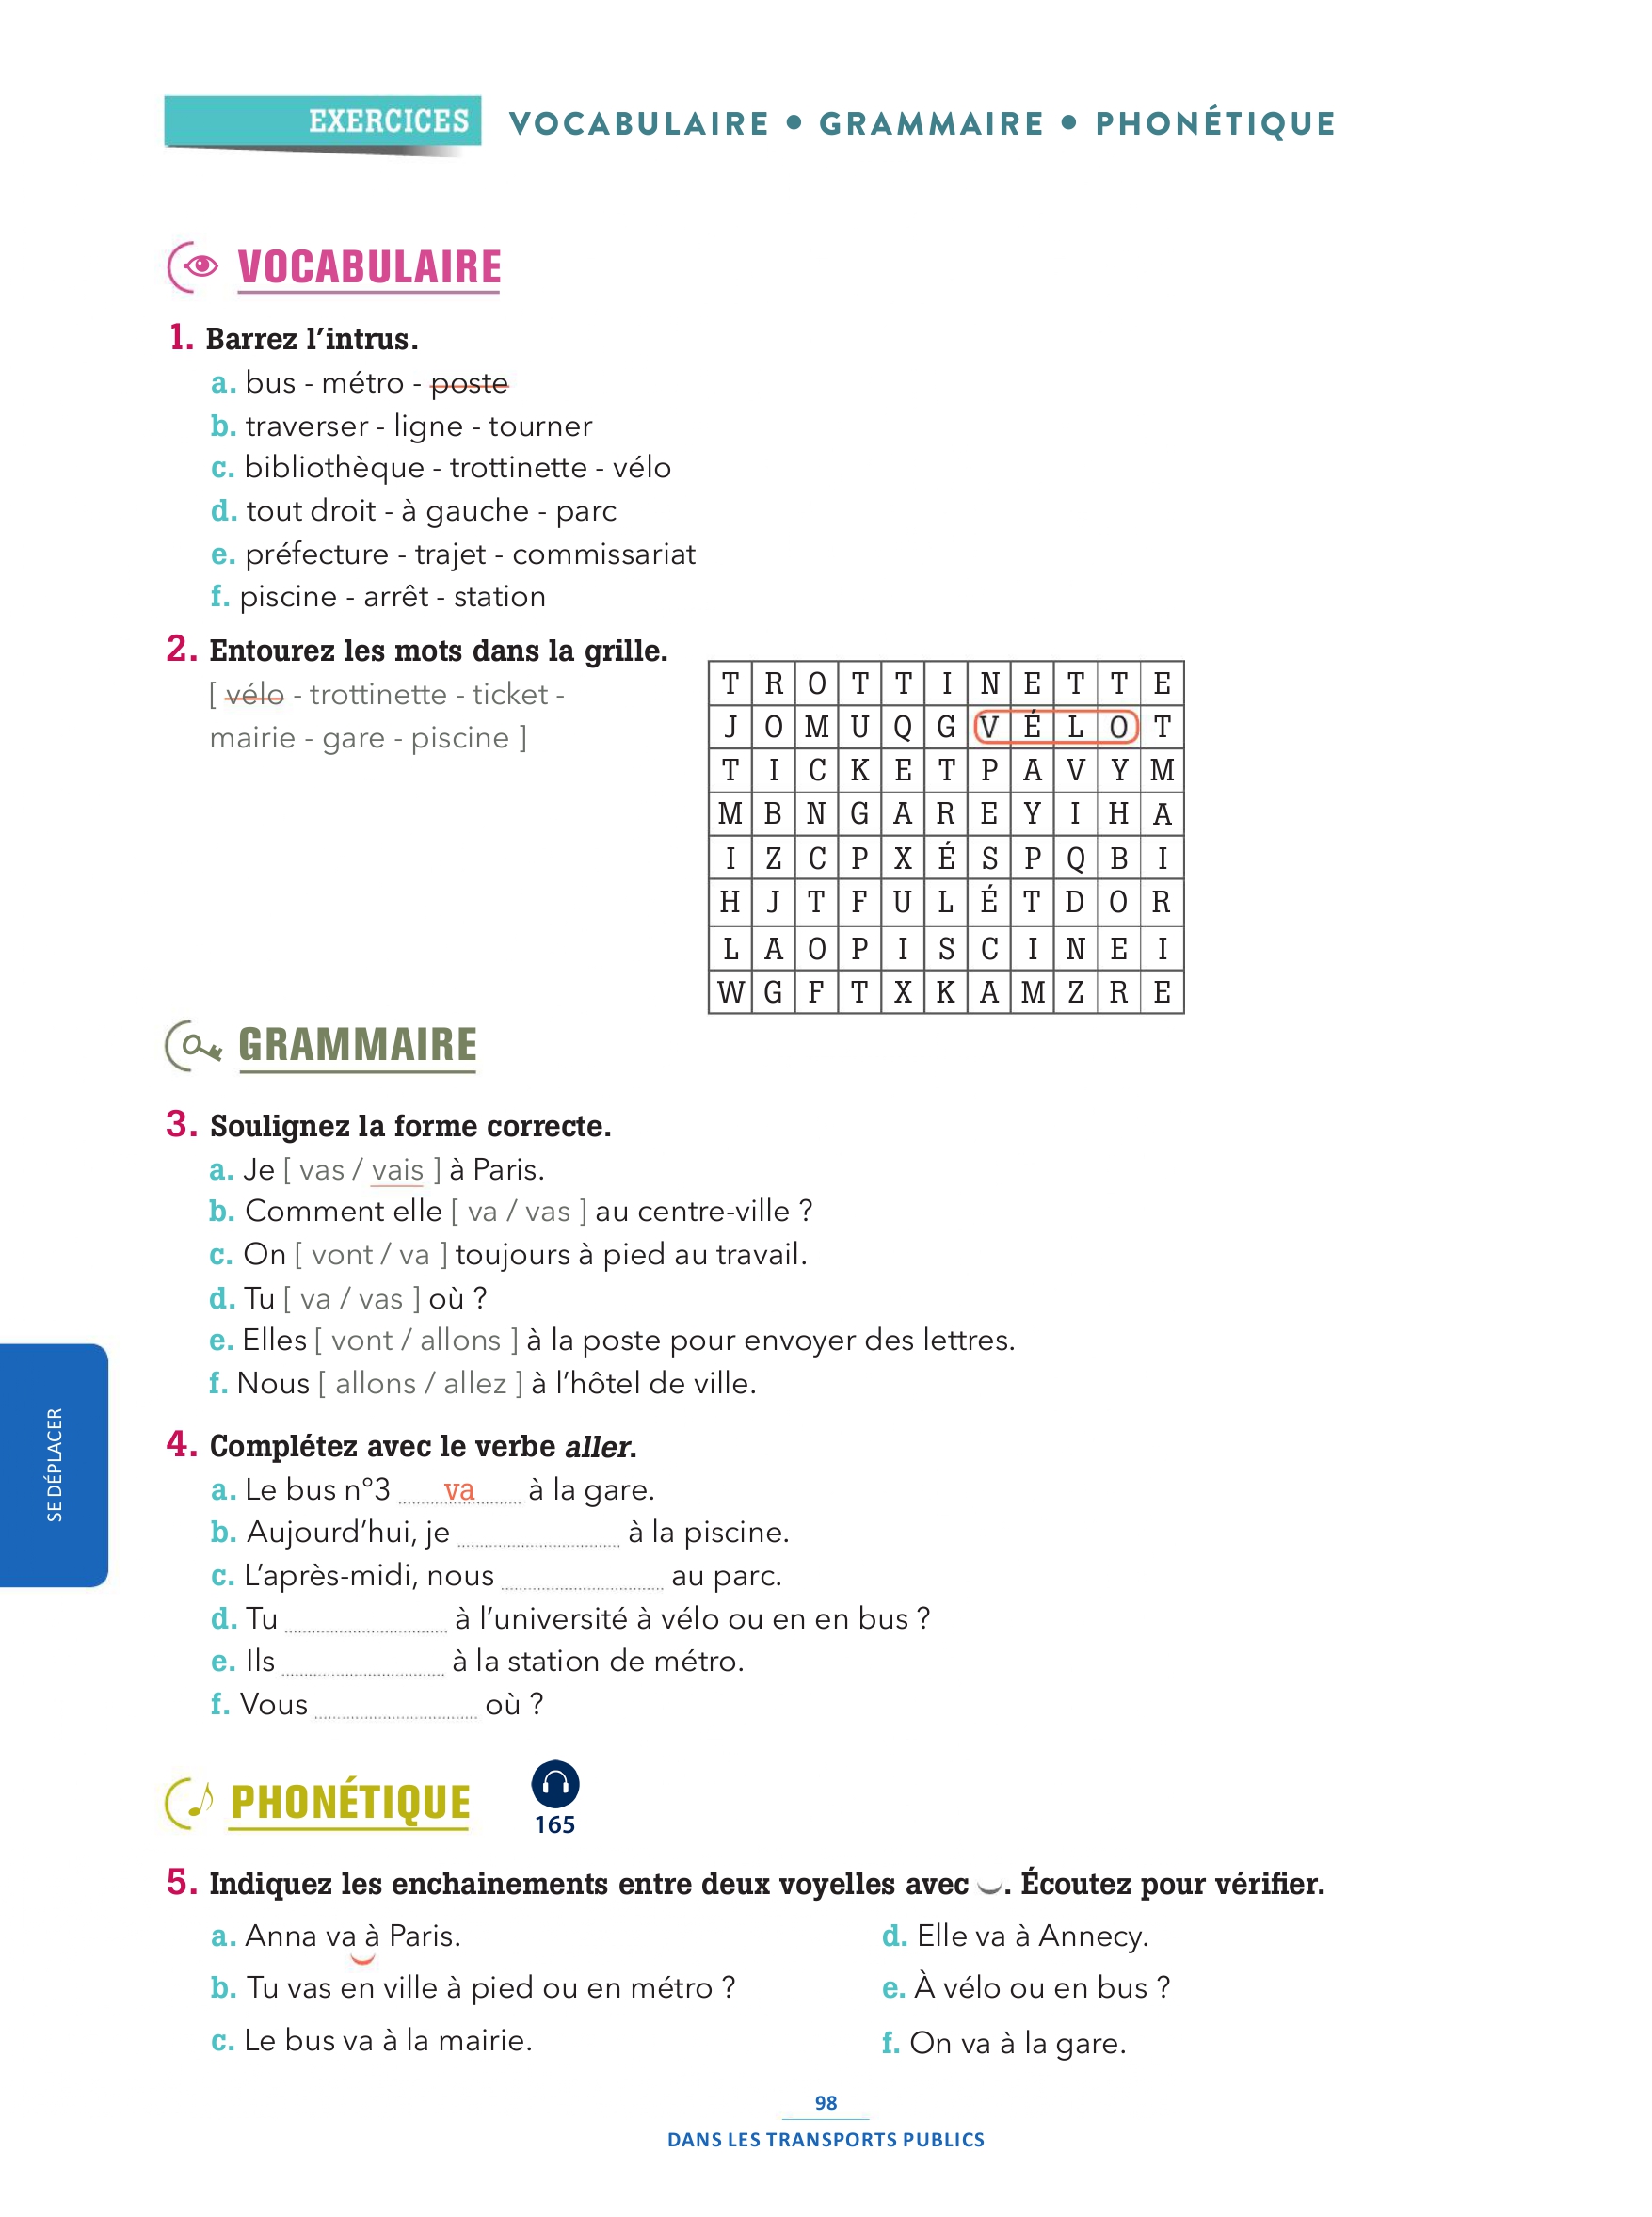 EXERCICES VOCABULAIRE • GRAMMAIRE • PHONÉTIQUE
VOCABULAIRE
1. Barrez l’intrus.
a. bus - métro - poste
b. traverser - ligne - tourner
c. bibliothèque - trottinette - vélo
d. tout droit - à gauche - parc
e. préfecture - trajet - commissariat
f. piscine - arrêt - station
2. Entourez les mots dans la grille.
[ vélo - trottinette - ticket -
mairie - gare - piscine ]
T R O T T I N E T T E
J O M U Q G V É L O T
T I C K E T P A V Y M
M B N G A R E Y I H A
I Z C P X É S P Q B I
H J T F U L É T D O R
L A O P I S C I N E I
W G F T X K A M Z R E
GRAMMAIRE
3. Soulignez la forme correcte.
a. Je [ vas / vais ] à Paris.
b. Comment elle [ va / vas ] au centre-ville ?
c. On [ vont / va ] toujours à pied au travail.
d. Tu [ va / vas ] où ?
e. Elles [ vont / allons ] à la poste pour envoyer des lettres.
f. Nous [ allons / allez ] à l’hôtel de ville.
4. Complétez avec le verbe aller.
a. Le bus n°3 va à la gare.
b. Aujourd’hui, je à la piscine.
c. L’après-midi, nous au parc.
d. Tu à l’université à vélo ou en en bus ?
e. Ils à la station de métro.
f. Vous où ?
SE DÉPLACER
PHONÉTIQUE
165
5. Indiquez les enchainements entre deux voyelles avec ‿. Écoutez pour vérifier.
a. Anna va à Paris.
b. Tu vas en ville à pied ou en métro ?
c. Le bus va à la mairie.
d. Elle va à Annecy.
e. À vélo ou en bus ?
f. On va à la gare.
98
DANS LES TRANSPORTS PUBLICS